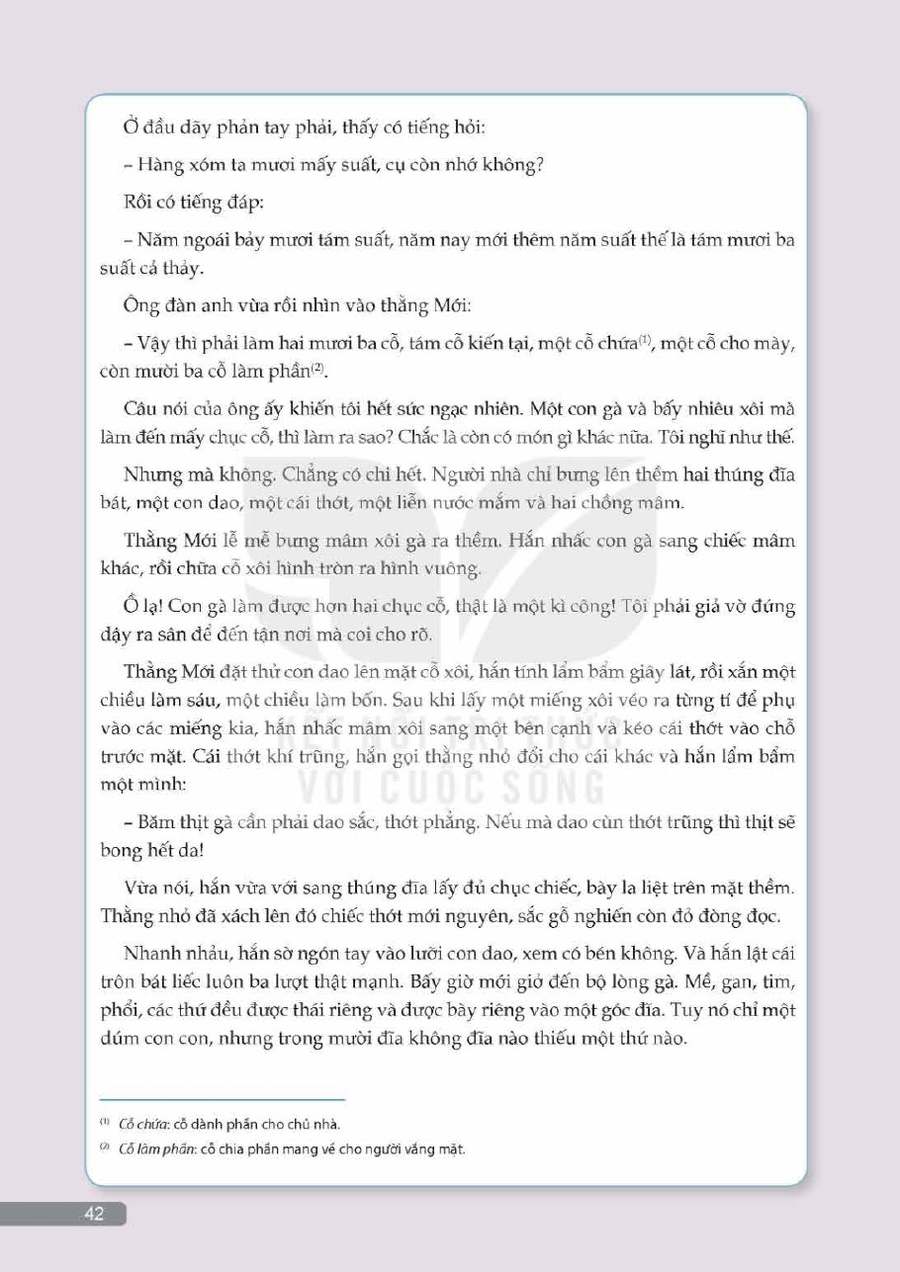 Ở đầu dãy phản tay phải, thấy có tiếng hỏi:
– Hàng xóm ta mươi mấy suất, cụ còn nhớ không?
Rồi có tiếng đáp:
– Năm ngoái bảy mươi tám suất, năm nay mới thêm năm suất thế là tám mươi ba
suất cả thảy.
Ông đàn anh vừa rồi nhìn vào thằng Mới:
– Vậy thì phải làm hai mươi ba cỗ, tám cỗ kiến tại, một cỗ chứa(1), một cỗ cho mày,
còn mười ba cỗ làm phần(2).
Câu nói của ông ấy khiến tôi hết sức ngạc nhiên. Một con gà và bấy nhiêu xôi mà
làm đến mấy chục cỗ, thì làm ra sao? Chắc là còn có món gì khác nữa. Tôi nghĩ như thế.
Nhưng mà không. Chẳng có chi hết. Người nhà chỉ bưng lên thềm hai thúng đĩa
bát, một con dao, một cái thớt, một liễn nước mắm và hai chồng mâm.
Thằng Mới lễ mễ bưng mâm xôi gà ra thềm. Hắn nhấc con gà sang chiếc mâm
khác, rồi chữa cỗ xôi hình tròn ra hình vuông.
Ồ lạ! Con gà làm được hơn hai chục cỗ, thật là một kì công! Tôi phải giả vờ đứng
dậy ra sân để đến tận nơi mà coi cho rõ.
Thằng Mới đặt thử con dao lên mặt cỗ xôi, hắn tính lẩm bẩm giây lát, rồi xắn một
chiều làm sáu, một chiều làm bốn. Sau khi lấy một miếng xôi véo ra từng tí để phụ
vào các miếng kia, hắn nhấc mâm xôi sang một bên cạnh và kéo cái thớt vào chỗ
trước mặt. Cái thớt khí trũng, hắn gọi thằng nhỏ đổi cho cái khác và hắn lẩm bẩm
một mình:
– Băm thịt gà cần phải dao sắc, thớt phẳng. Nếu mà dao cùn thớt trũng thì thịt sẽ
bong hết da!
Vừa nói, hắn vừa với sang thúng đĩa lấy đủ chục chiếc, bày la liệt trên mặt thềm.
Thằng nhỏ đã xách lên đó chiếc thớt mới nguyên, sắc gỗ nghiến còn đỏ đòng đọc.
Nhanh nhảu, hắn sờ ngón tay vào lưỡi con dao, xem có bén không. Và hắn lật cái
trôn bát liếc luôn ba lượt thật mạnh. Bấy giờ mới giở đến bộ lòng gà. Mề, gan, tim,
phổi, các thứ đều được thái riêng và được bày riêng vào một góc đĩa. Tuy nó chỉ một
dúm con con, nhưng trong mười đĩa không đĩa nào thiếu một thứ nào.
KẾT NỐI TRI THỨC
VỚI CUỘC SỐNG
(1) Cỗ chứa: cỗ dành phần cho chủ nhà.
(2) Cỗ làm phần: cỗ chia phần mang về cho người vắng mặt.
42